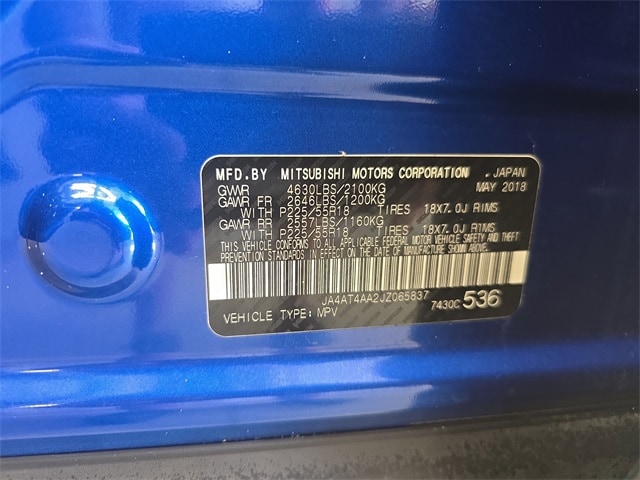 MFD.BY MITSUBISHI MOTORS CORPORATION . JAPAN
GVWR 4630LBS/2100KG MAY 2018
GAWR FR 2646LBS/1200KG
WITH P225/55R18 TIRES 18X7.0J RIMS
GAWR RR 2557LBS/1160KG
WITH P225/55R18 TIRES 18X7.0J RIMS
THIS VEHICLE CONFORMS TO ALL APPLICABLE FEDERAL MOTOR VEHICLE SAFETY AND THEFT
PREVENTION STANDARDS IN EFFECT ON THE DATE OF MANUFACTURE SHOWN ABOVE.
JA4AT4AA2JZ065837
7430C 536
VEHICLE TYPE: MPV